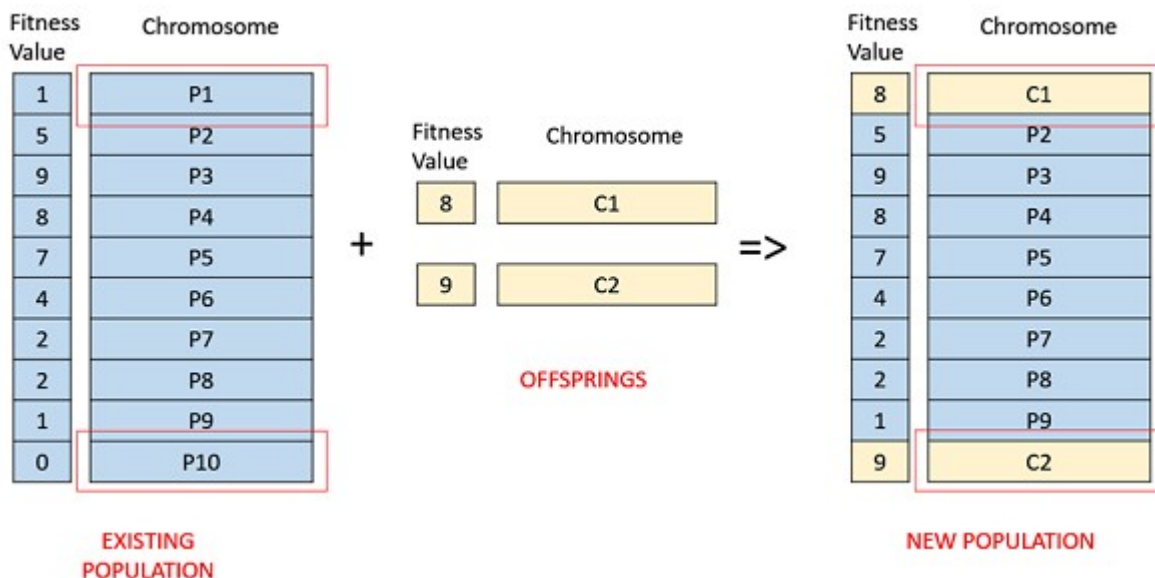 Fitness Value Chromosome
1 P1
5 P2
9 P3
8 P4
7 P5
4 P6
2 P7
2 P8
1 P9
0 P10
EXISTING
POPULATION
+
Fitness Value Chromosome
8 C1
9 C2
OFFSPRINGS
=>
Fitness Value Chromosome
8 C1
5 P2
9 P3
8 P4
7 P5
4 P6
2 P7
2 P8
1 P9
9 C2
NEW POPULATION